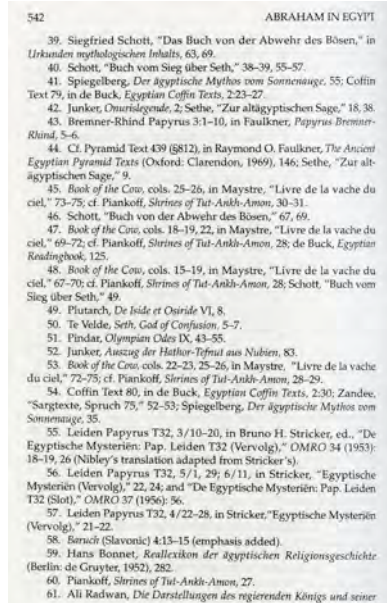 542 ABRAHAM IN EGYPT
39. Siegfried Schott, "Das Buch von der Abwehr des Bösen," in
Urkunden mythologischen Inhalts, 63, 69.
40. Schott, "Buch vom Sieg über Seth," 38–39, 55–57.
41. Spiegelberg, Der ägyptische Mythos vom Sonnenauge, 55; Coffin
Text 79, in de Buck, Egyptian Coffin Texts, 2:23–27.
42. Junker, Onurislegende, 2; Sethe, "Zur altägyptischen Sage," 18, 38.
43. Bremner-Rhind Papyrus 3:1–10, in Faulkner, Papyrus Bremner-
Rhind, 5–6.
44. Cf. Pyramid Text 439 (§812), in Raymond O. Faulkner, The Ancient
Egyptian Pyramid Texts (Oxford: Clarendon, 1969), 146; Sethe, "Zur alt-
ägyptischen Sage," 9.
45. Book of the Cow, cols. 25–26, in Maystre, "Livre de la vache du
ciel," 73–75; cf. Piankoff, Shrines of Tut-Ankh-Amon, 30–31.
46. Schott, "Buch von der Abwehr des Bösen," 67, 69.
47. Book of the Cow, cols. 18–19, 22, in Maystre, "Livre de la vache du
ciel," 69–72; cf. Piankoff, Shrines of Tut-Ankh-Amon, 28; de Buck, Egyptian
Readingbook, 125.
48. Book of the Cow, cols. 15–19, in Maystre, "Livre de la vache du
ciel," 67–70; cf. Piankoff, Shrines of Tut-Ankh-Amon, 28; Schott, "Buch vom
Sieg über Seth," 49.
49. Plutarch, De Iside et Osiride VI, 8.
50. Te Velde, Seth, God of Confusion, 5–7.
51. Pindar, Olympian Odes IX, 43–55.
52. Junker, Auszug der Hathor-Tefnut aus Nubien, 83.
53. Book of the Cow, cols. 22–23, 25–26, in Maystre, "Livre de la vache
du ciel," 72–75; cf. Piankoff, Shrines of Tut-Ankh-Amon, 28–29.
54. Coffin Text 80, in de Buck, Egyptian Coffin Texts, 2:30; Zandee,
"Sargtexte, Spruch 75," 52–53; Spiegelberg, Der ägyptische Mythos vom
Sonnenauge, 35.
55. Leiden Papyrus T32, 3/10–20, in Bruno H. Stricker, ed., "De
Egyptische Mysteriën: Pap. Leiden T32 (Vervolg)," OMRO 34 (1953):
18–19, 26 (Nibley's translation adapted from Stricker's).
56. Leiden Papyrus T32, 5/1, 29; 6/11, in Stricker, "Egyptische
Mysteriën (Vervolg)," 22, 24; and "De Egyptische Mysteriën: Pap. Leiden
T32 (Slot)," OMRO 37 (1956): 56.
57. Leiden Papyrus T32, 4/22–28, in Stricker, "Egyptische Mysteriën
(Vervolg)," 21–22.
58. Baruch (Slavonic) 4:13–15 (emphasis added).
59. Hans Bonnet, Reallexikon der ägyptischen Religionsgeschichte
(Berlin: de Gruyter, 1952), 282.
60. Piankoff, Shrines of Tut-Ankh-Amon, 27.
61. Ali Radwan, Die Darstellungen des regierenden Königs und seiner